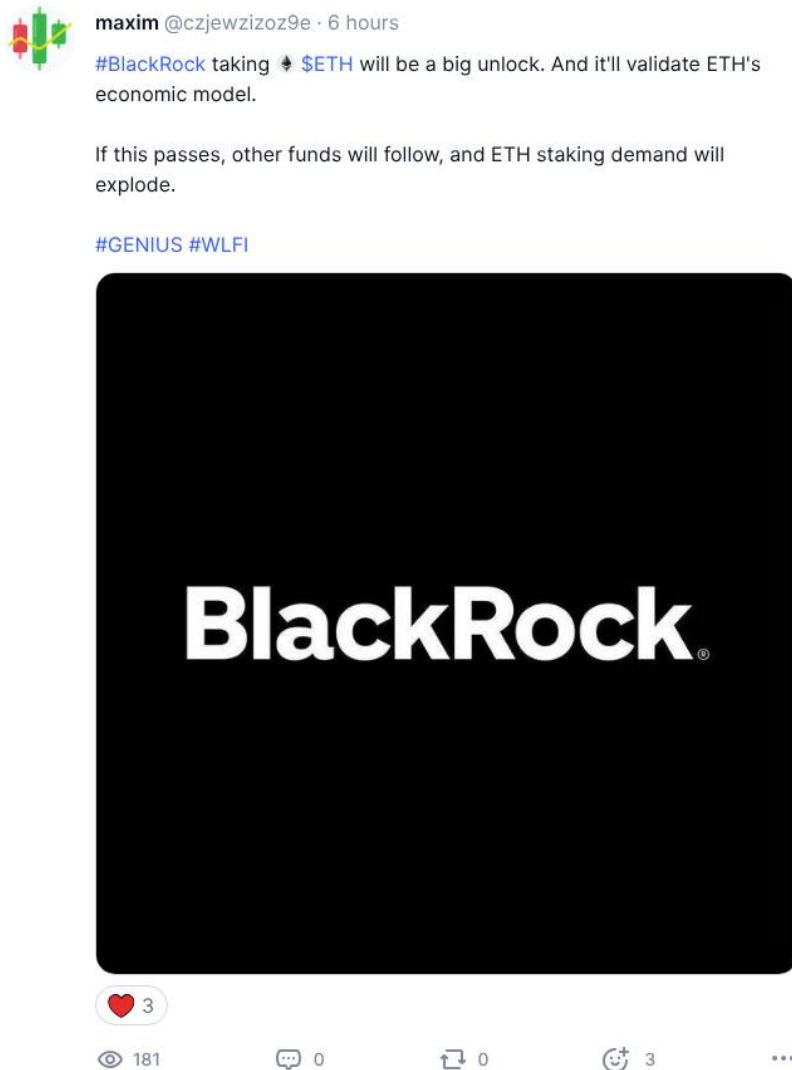 maxim @czjewzizoz9e · 6 hours
#BlackRock taking $ETH will be a big unlock. And it'll validate ETH's
economic model.
If this passes, other funds will follow, and ETH staking demand will
explode.
#GENIUS #WLFI
BlackRock.®
3
181 0 0 3